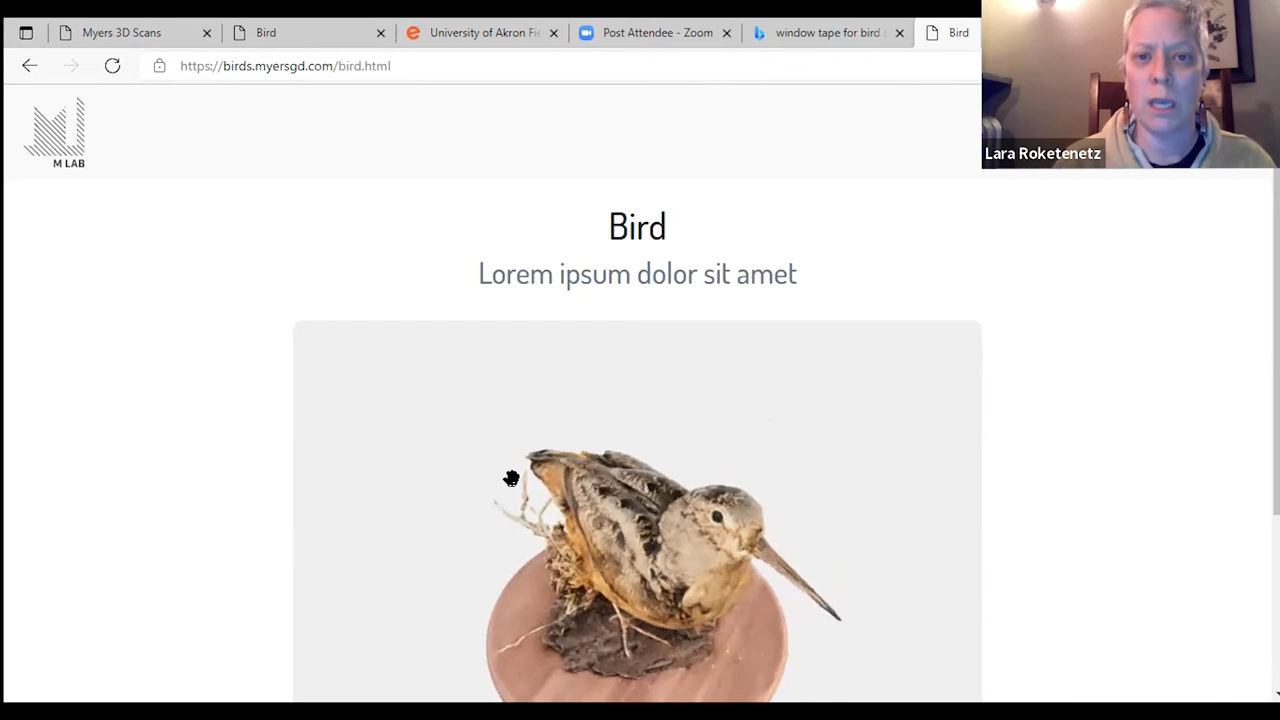 Myers 3D Scans
Bird
University of Akron Fie
Post Attendee - Zoom
window tape for bird s
Bird
https://birds.myersgd.com/bird.html
M LAB
Lara Roketenetz
Bird
Lorem ipsum dolor sit amet